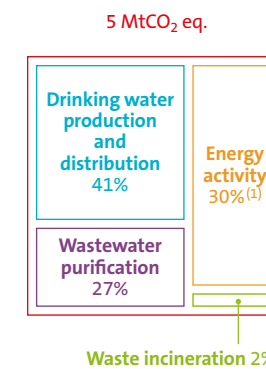 5 MtCO₂ eq.
Drinking water
production
and
distribution
41%
Energy
activity
30%⁽¹⁾
Wastewater
purification
27%
Waste incineration 2%